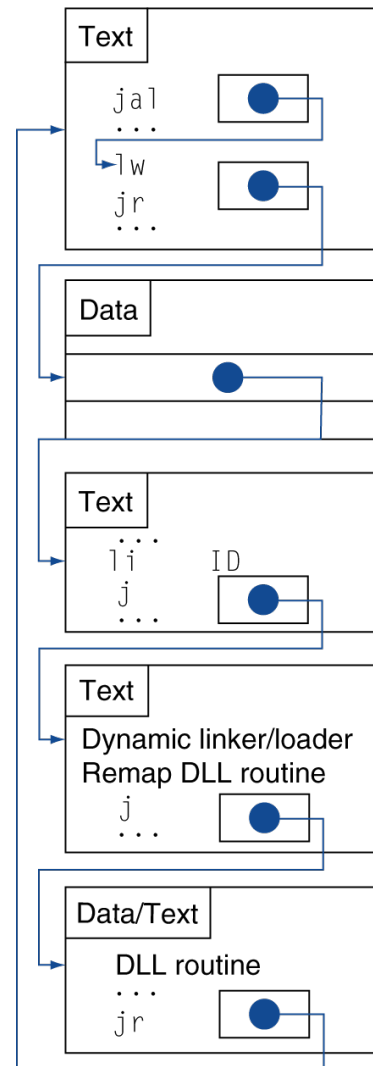 Text
jal
...
lw
jr
...
Data
Text
...
li ID
j
...
Text
Dynamic linker/loader
Remap DLL routine
j
...
Data/Text
DLL routine
...
jr